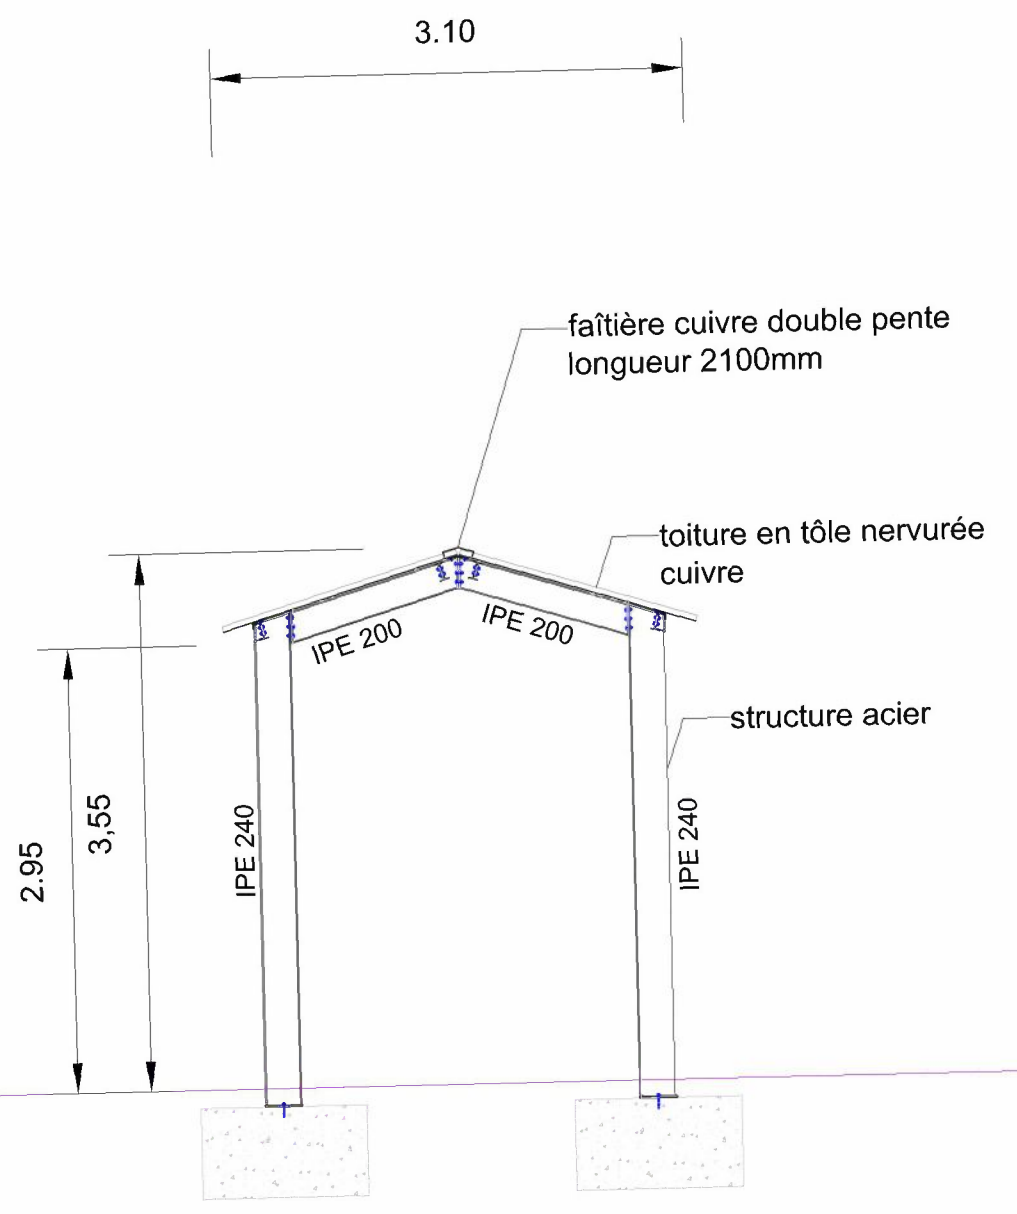 3.10
faîtière cuivre double pente
longueur 2100mm
toiture en tôle nervurée
cuivre
IPE 200
IPE 200
structure acier
3,55
2.95
IPE 240
IPE 240